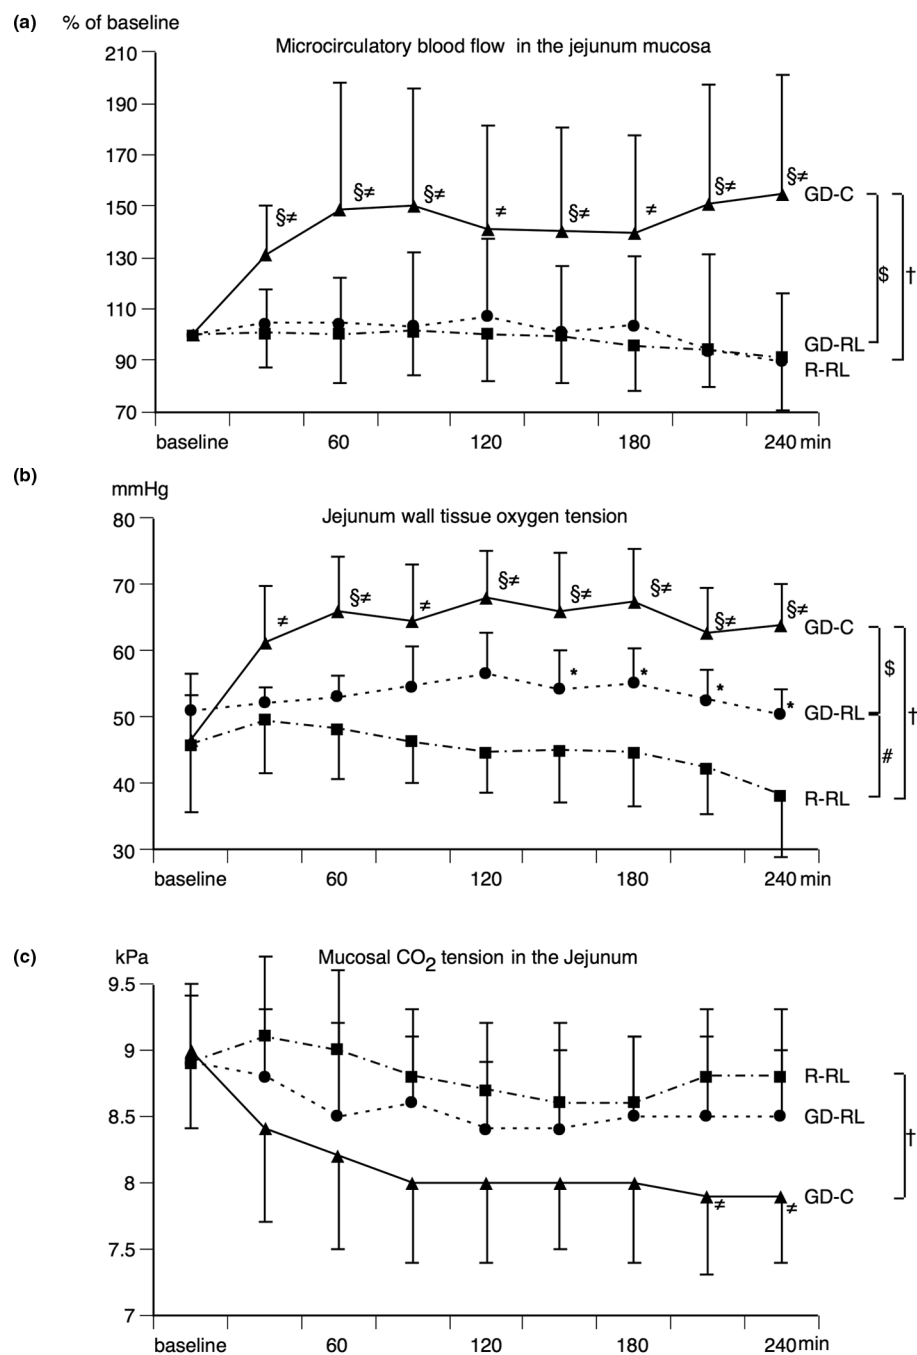 (a) % of baseline
Microcirculatory blood flow in the jejunum mucosa
210
190
170
150
130
110
90
70
§≠ §≠ §≠ ≠ §≠ ≠ §≠ §≠
GD-C
$ †
GD-RL
R-RL
baseline 60 120 180 240 min
(b)
mmHg
Jejunum wall tissue oxygen tension
80
70
60
50
40
30
≠ §≠ ≠ §≠ §≠ §≠ §≠ §≠
GD-C
$
* * * *
GD-RL
†
#
R-RL
baseline 60 120 180 240 min
(c) kPa Mucosal CO2 tension in the Jejunum
9.5
9
8.5
8
7.5
7
R-RL
GD-RL
†
GD-C
≠ ≠
baseline 60 120 180 240 min